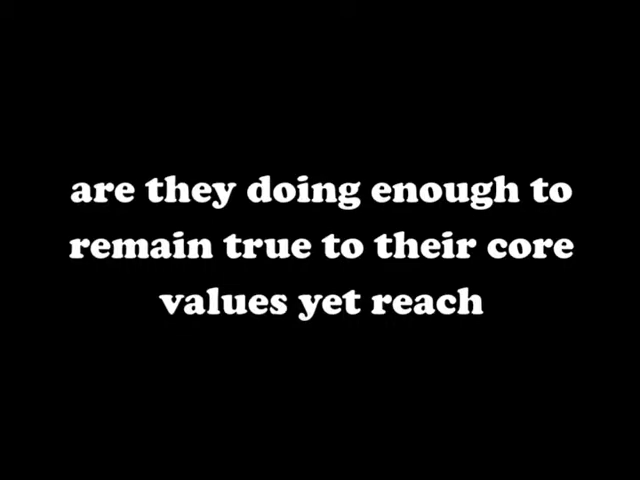 are they doing enough to
remain true to their core
values yet reach